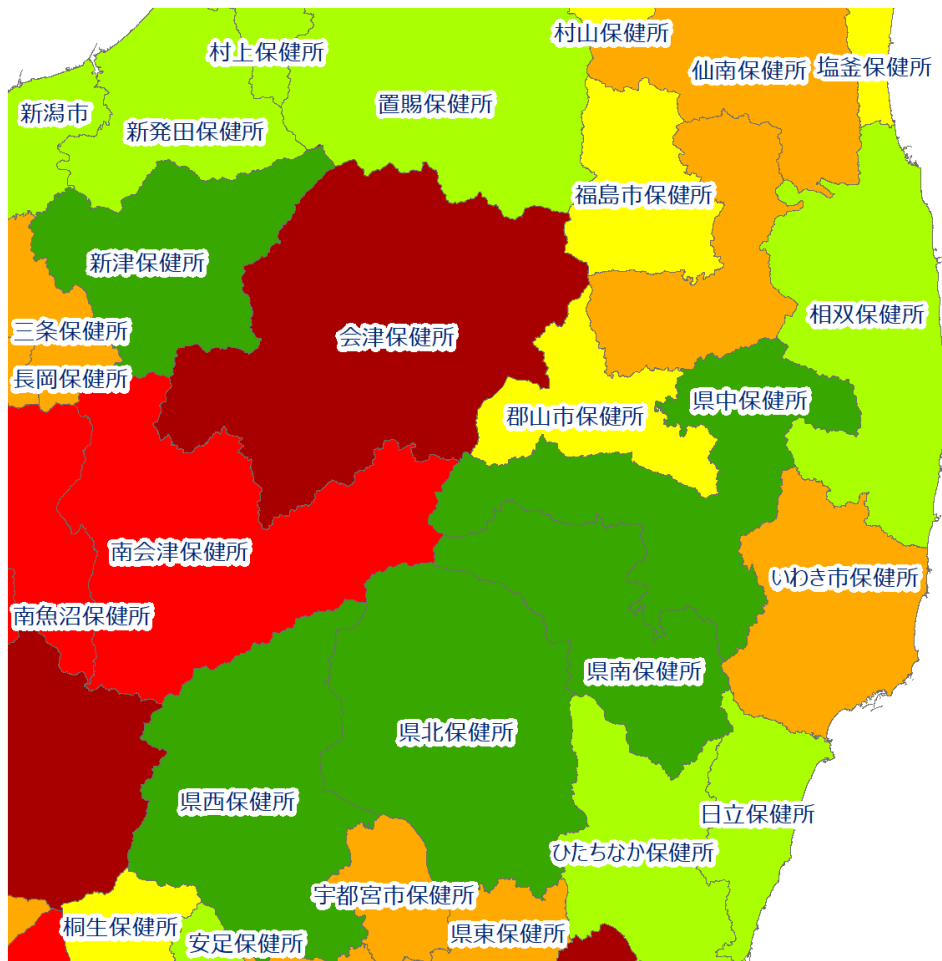 村山保健所
村上保健所
仙南保健所
塩釜保健所
新潟市
置賜保健所
新発田保健所
福島市保健所
新津保健所
相双保健所
三条保健所
会津保健所
長岡保健所
県中保健所
郡山市保健所
南会津保健所
いわき市保健所
南魚沼保健所
県南保健所
県北保健所
県西保健所
日立保健所
ひたちなか保健所
宇都宮市保健所
桐生保健所
県東保健所
安足保健所